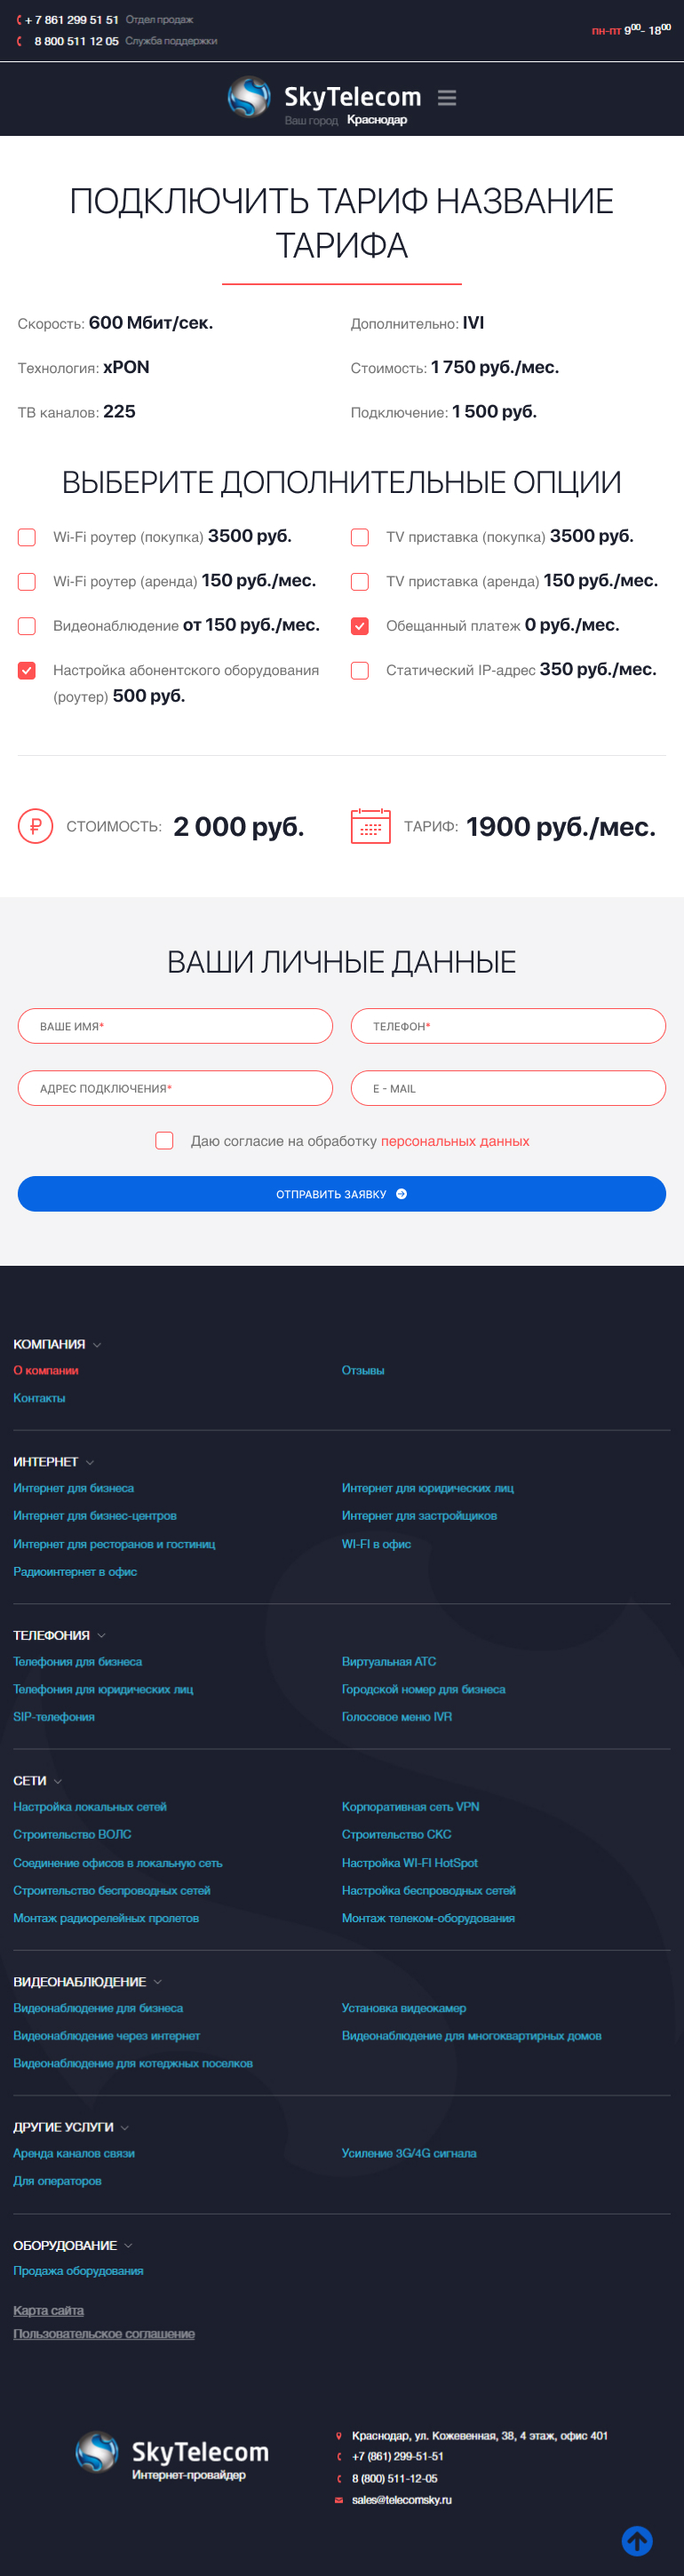 + 7 861 299 51 51 Отдел продаж
8 800 511 12 05 Служба поддержки
пн-пт 9⁰⁰- 18⁰⁰
SkyTelecom
Ваш город Краснодар
ПОДКЛЮЧИТЬ ТАРИФ НАЗВАНИЕ
ТАРИФА
Скорость: 600 Мбит/сек.
Дополнительно: IVI
Технология: xPON
Стоимость: 1 750 руб./мес.
ТВ каналов: 225
Подключение: 1 500 руб.
ВЫБЕРИТЕ ДОПОЛНИТЕЛЬНЫЕ ОПЦИИ
Wi-Fi роутер (покупка) 3500 руб.
TV приставка (покупка) 3500 руб.
Wi-Fi роутер (аренда) 150 руб./мес.
TV приставка (аренда) 150 руб./мес.
Видеонаблюдение от 150 руб./мес.
Обещанный платеж 0 руб./мес.
Настройка абонентского оборудования
(роутер) 500 руб.
Статический IP-адрес 350 руб./мес.
СТОИМОСТЬ: 2 000 руб.
ТАРИФ: 1900 руб./мес.
ВАШИ ЛИЧНЫЕ ДАННЫЕ
ВАШЕ ИМЯ*
ТЕЛЕФОН*
АДРЕС ПОДКЛЮЧЕНИЯ*
E - MAIL
Даю согласие на обработку персональных данных
ОТПРАВИТЬ ЗАЯВКУ
КОМПАНИЯ
О компании
Отзывы
Контакты
ИНТЕРНЕТ
Интернет для бизнеса
Интернет для юридических лиц
Интернет для бизнес-центров
Интернет для застройщиков
Интернет для ресторанов и гостиниц
WI-FI в офис
Радиоинтернет в офис
ТЕЛЕФОНИЯ
Телефония для бизнеса
Виртуальная АТС
Телефония для юридических лиц
Городской номер для бизнеса
SIP-телефония
Голосовое меню IVR
СЕТИ
Настройка локальных сетей
Корпоративная сеть VPN
Строительство ВОЛС
Строительство СКС
Соединение офисов в локальную сеть
Настройка WI-FI HotSpot
Строительство беспроводных сетей
Настройка беспроводных сетей
Монтаж радиорелейных пролетов
Монтаж телеком-оборудования
ВИДЕОНАБЛЮДЕНИЕ
Видеонаблюдение для бизнеса
Установка видеокамер
Видеонаблюдение через интернет
Видеонаблюдение для многоквартирных домов
Видеонаблюдение для котеджных поселков
ДРУГИЕ УСЛУГИ
Аренда каналов связи
Усиление 3G/4G сигнала
Для операторов
ОБОРУДОВАНИЕ
Продажа оборудования
Карта сайта
Пользовательское соглашение
SkyTelecom
Интернет-провайдер
Краснодар, ул. Кожевенная, 38, 4 этаж, офис 401
+7 (861) 299-51-51
8 (800) 511-12-05
sales@telecomsky.ru